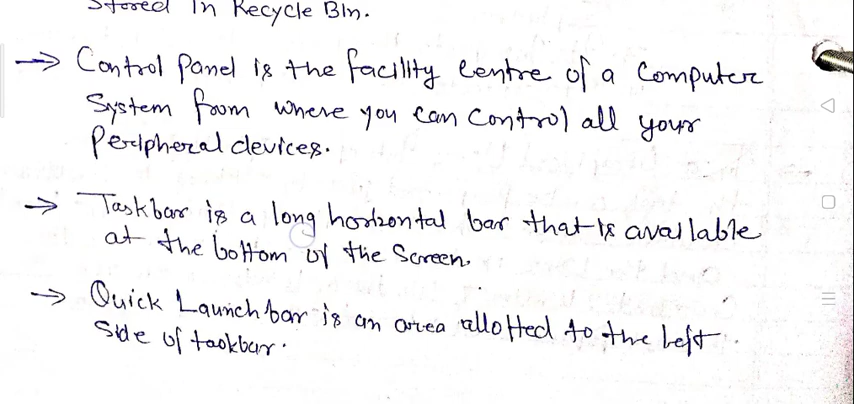 Stored in Recycle Bin.
→ Control Panel is the facility centre of a computer
System from where you can control all your
Peripheral devices.
→ Taskbar is a long horizontal bar that is available
at the bottom of the Screen.
→ Quick Launch bar is an area allotted to the left
Side of taskbar.